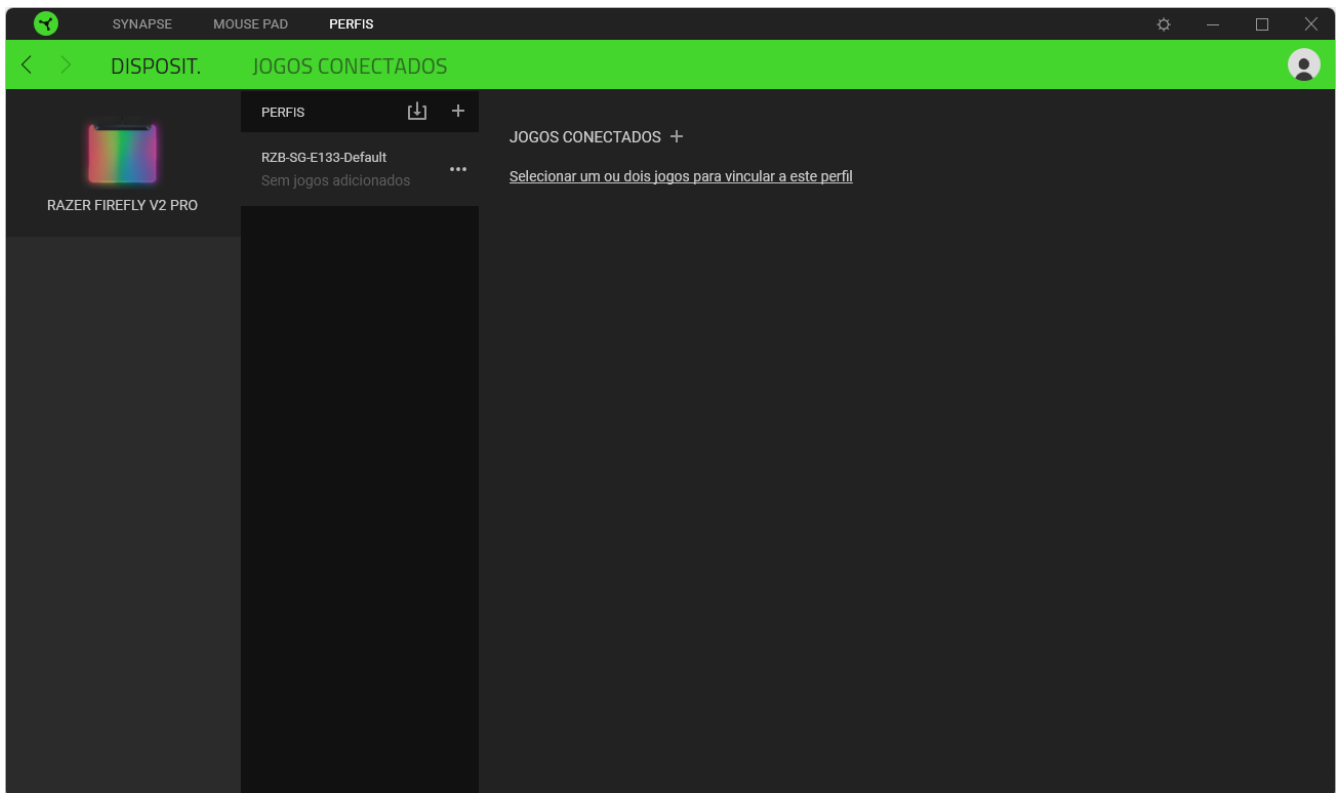 SYNAPSE MOUSE PAD PERFIS
DISPOSIT. JOGOS CONECTADOS
RAZER FIREFLY V2 PRO
PERFIS
RZB-SG-E133-Default
Sem jogos adicionados
JOGOS CONECTADOS
Selecionar um ou dois jogos para vincular a este perfil